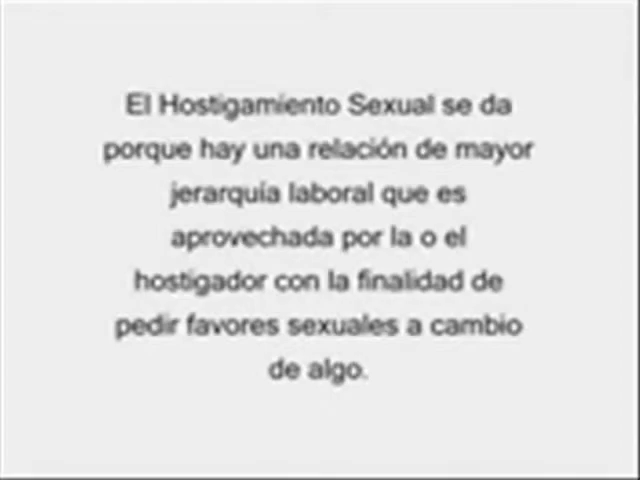 El Hostigamiento Sexual se da
porque hay una relación de mayor
jerarquía laboral que es
aprovechada por la o el
hostigador con la finalidad de
pedir favores sexuales a cambio
de algo.